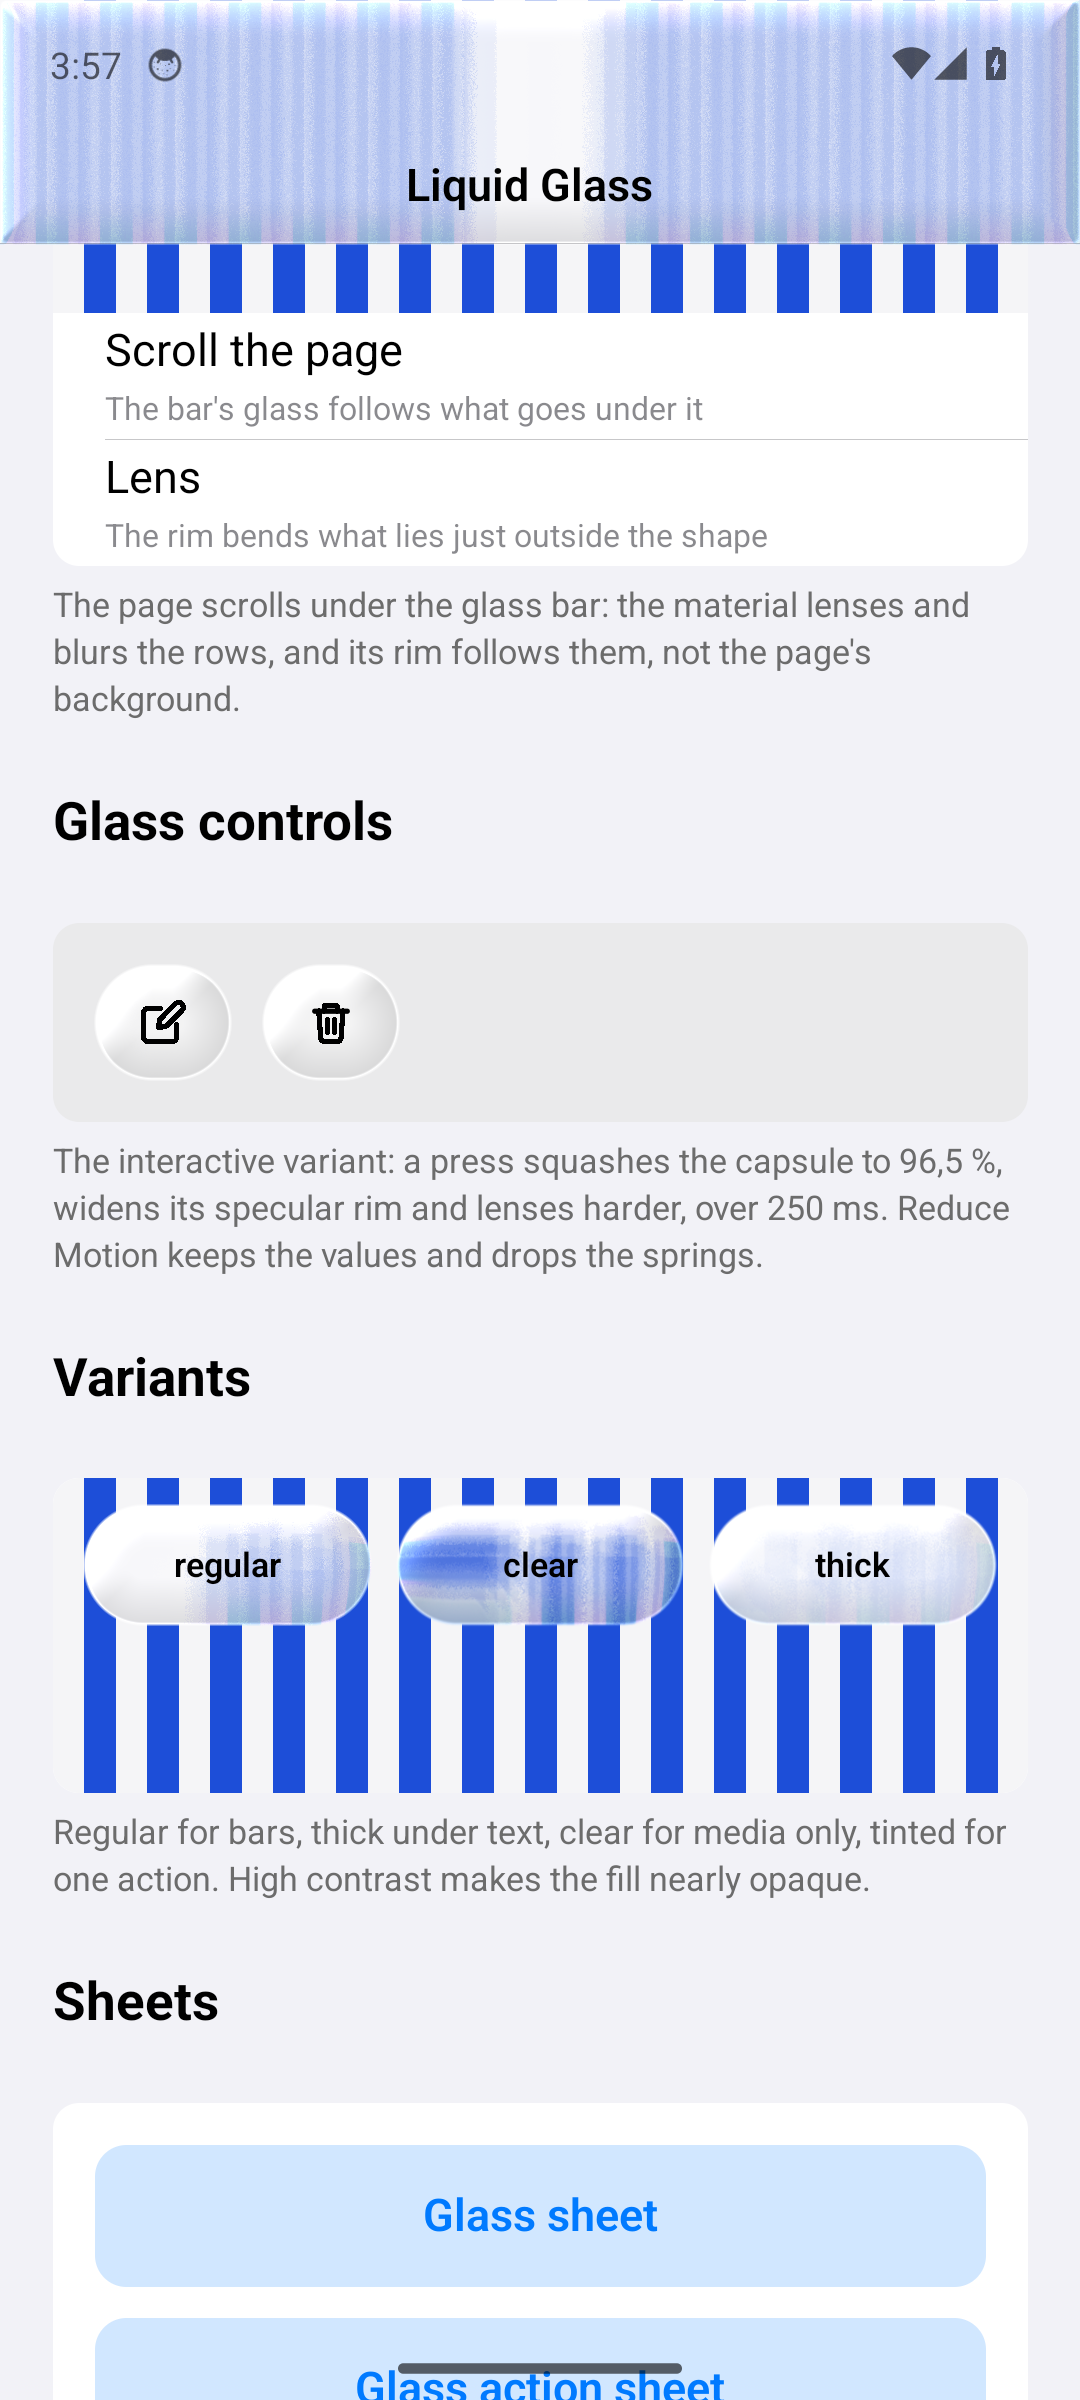 3:57
Liquid Glass
Scroll the page
The bar's glass follows what goes under it
Lens
The rim bends what lies just outside the shape
The page scrolls under the glass bar: the material lenses and
blurs the rows, and its rim follows them, not the page's
background.
Glass controls
The interactive variant: a press squashes the capsule to 96,5 %,
widens its specular rim and lenses harder, over 250 ms. Reduce
Motion keeps the values and drops the springs.
Variants
regular clear thick
Regular for bars, thick under text, clear for media only, tinted for
one action. High contrast makes the fill nearly opaque.
Sheets
Glass sheet
Glass action sheet